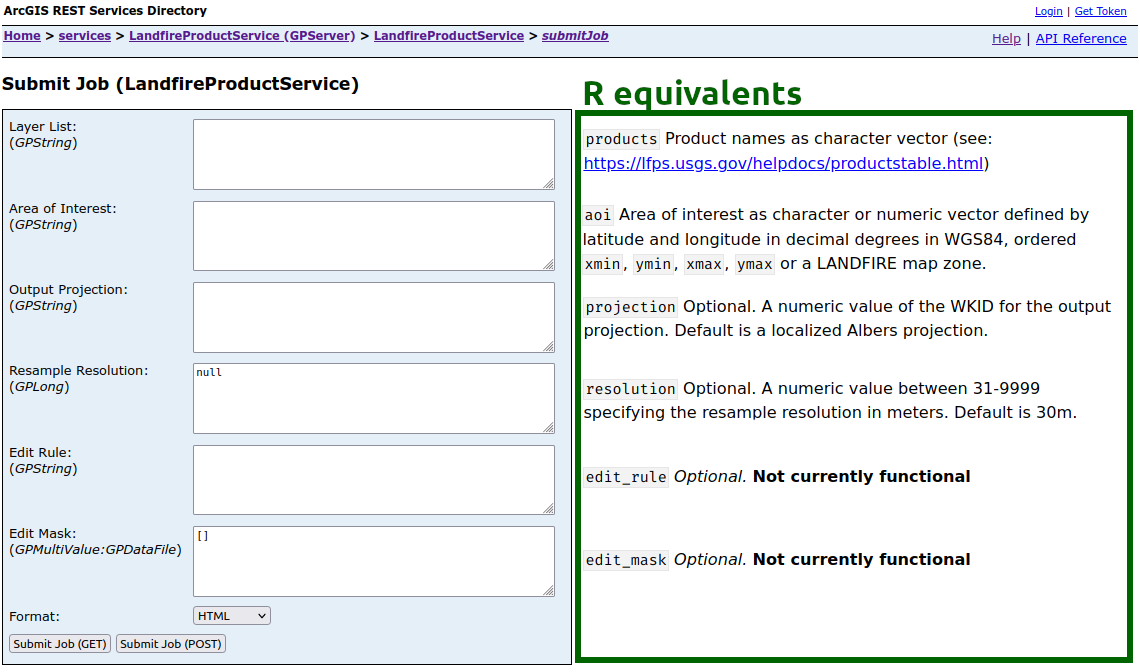 ArcGIS REST Services Directory
Login | Get Token
Home > services > LandfireProductService (GPServer) > LandfireProductService > submitJob
Help | API Reference
Submit Job (LandfireProductService)
Layer List:
(GPString)
Area of Interest:
(GPString)
Output Projection:
(GPString)
Resample Resolution:
(GPLong)
null
Edit Rule:
(GPString)
Edit Mask:
(GPMultiValue:GPDataFile)
[]
Format:
HTML
Submit Job (GET) Submit Job (POST)
R equivalents
products Product names as character vector (see:
https://lfps.usgs.gov/helpdocs/productstable.html)
aoi Area of interest as character or numeric vector defined by
latitude and longitude in decimal degrees in WGS84, ordered
xmin, ymin, xmax, ymax or a LANDFIRE map zone.
projection Optional. A numeric value of the WKID for the output
projection. Default is a localized Albers projection.
resolution Optional. A numeric value between 31-9999
specifying the resample resolution in meters. Default is 30m.
edit_rule Optional. Not currently functional
edit_mask Optional. Not currently functional